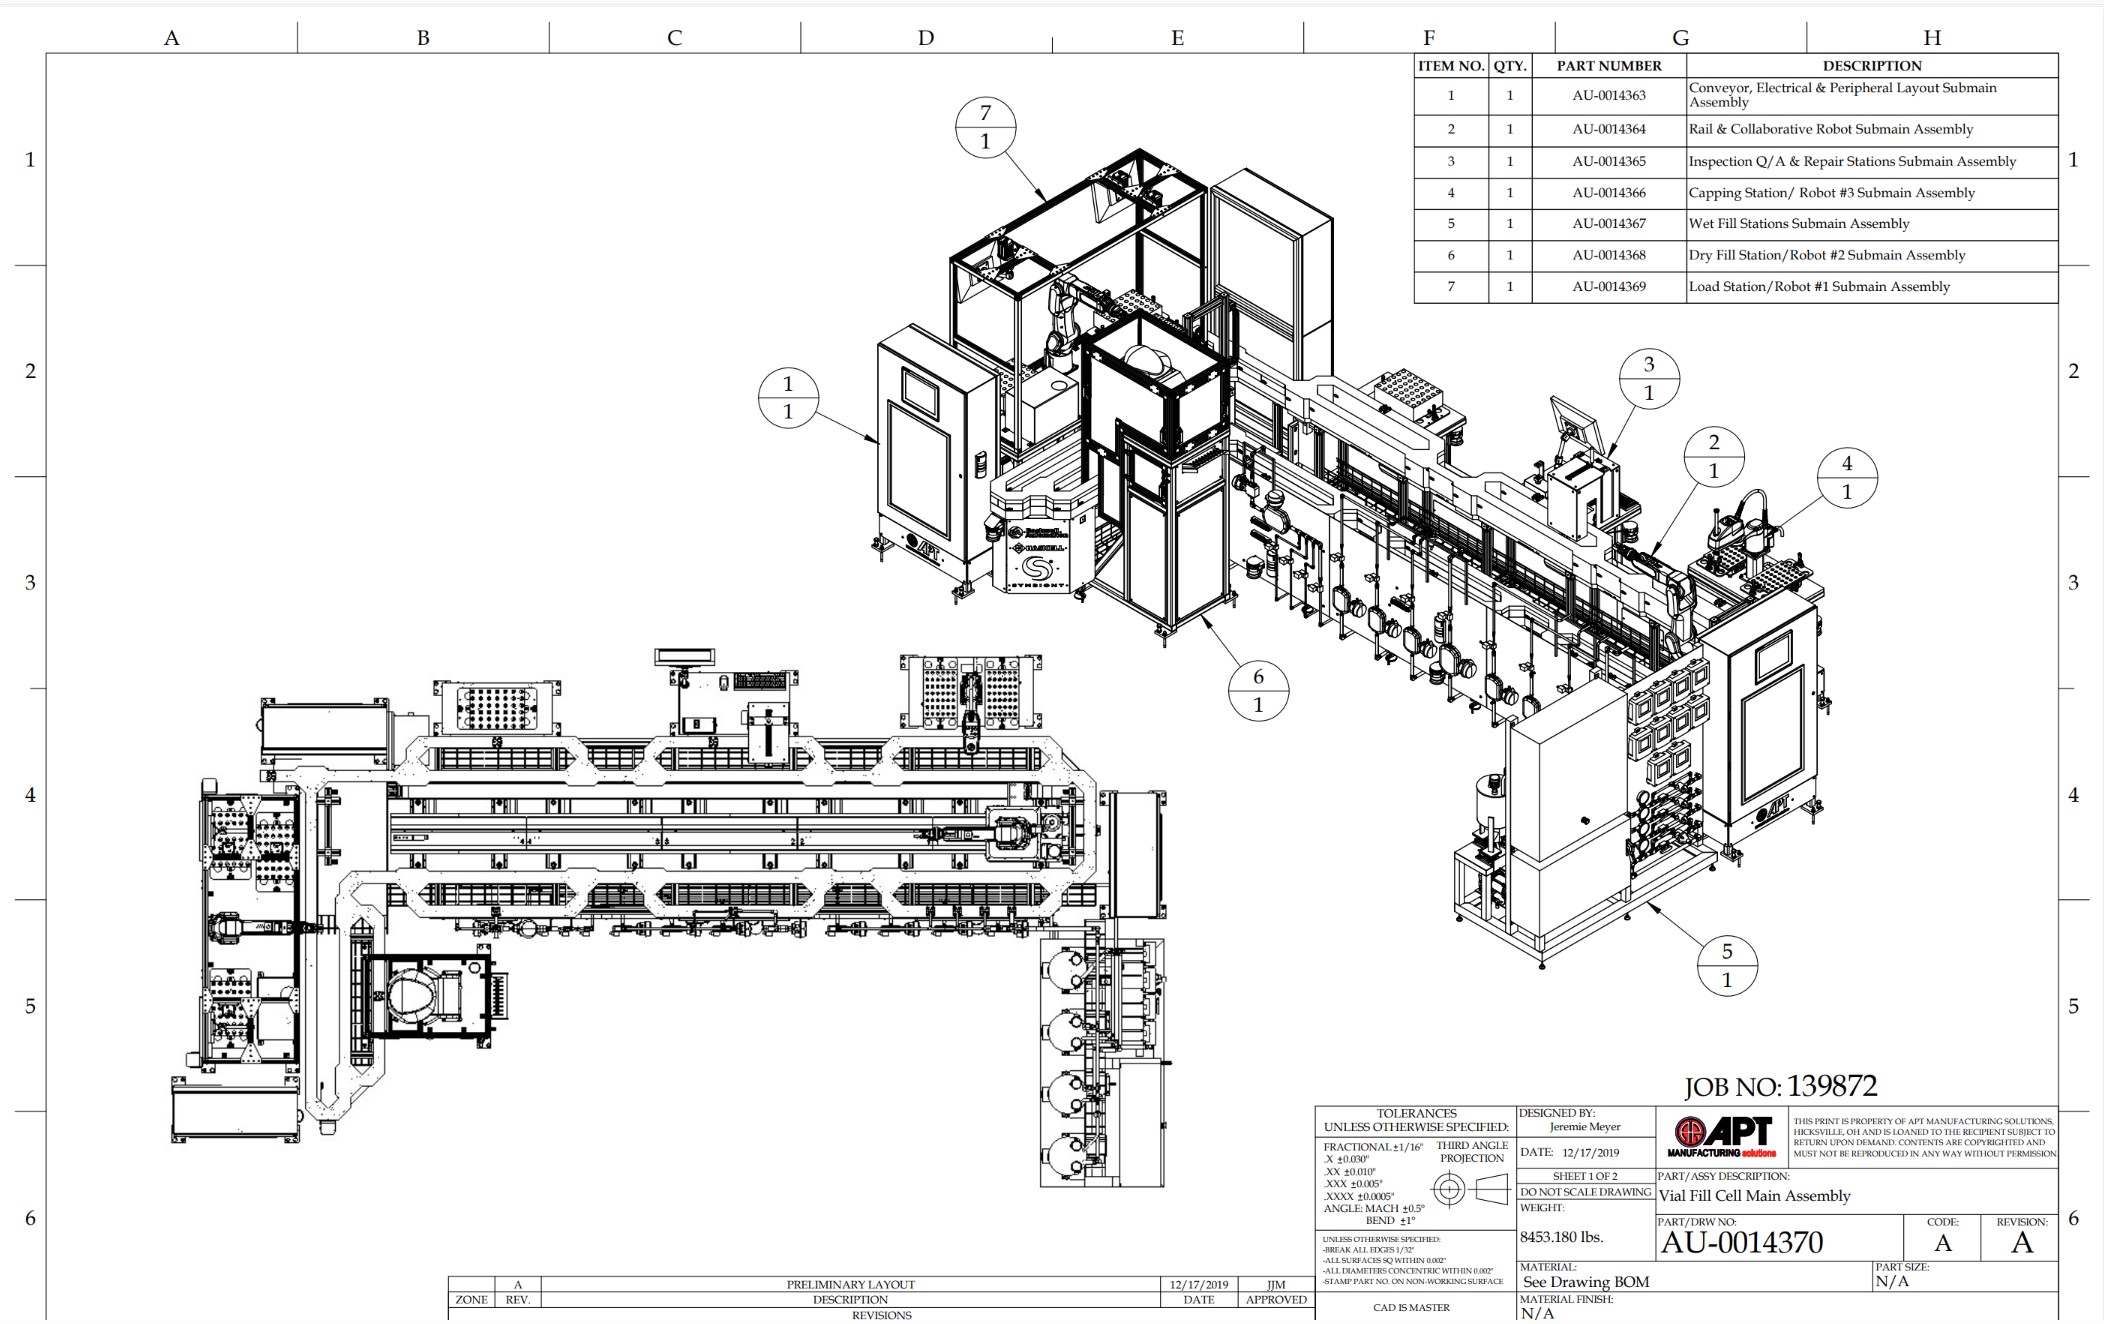 A B C D E F G H
ITEM NO. QTY. PART NUMBER DESCRIPTION
1 1 AU-0014363 Conveyor, Electrical & Peripheral Layout Submain
Assembly
2 1 AU-0014364 Rail & Collaborative Robot Submain Assembly
3 1 AU-0014365 Inspection Q/A & Repair Stations Submain Assembly
4 1 AU-0014366 Capping Station/ Robot #3 Submain Assembly
5 1 AU-0014367 Wet Fill Stations Submain Assembly
6 1 AU-0014368 Dry Fill Station/Robot #2 Submain Assembly
7 1 AU-0014369 Load Station/Robot #1 Submain Assembly
1 1
2 2
3 3
4 4
5 5
6 6
7
1
1
1
3
1
2
1
4
1
6
1
5
1
APT
Rockwell
Automation
HASKELL
SYMBIONT
APT
JOB NO: 139872
TOLERANCES
UNLESS OTHERWISE SPECIFIED:
FRACTIONAL ±1/16"
.X ±0.030"
.XX ±0.010"
.XXX ±0.005"
.XXXX ±0.0005"
ANGLE: MACH ±0.5°
BEND ±1°
THIRD ANGLE
PROJECTION
UNLESS OTHERWISE SPECIFIED:
-BREAK ALL EDGES 1/32"
-ALL SURFACES SQ WITHIN 0.002"
-ALL DIAMETERS CONCENTRIC WITHIN 0.002"
-STAMP PART NO. ON NON-WORKING SURFACE
CAD IS MASTER
DESIGNED BY:
Jeremie Meyer
DATE: 12/17/2019
SHEET 1 OF 2
DO NOT SCALE DRAWING
WEIGHT:
8453.180 lbs.
APT
MANUFACTURING solutions
THIS PRINT IS PROPERTY OF APT MANUFACTURING SOLUTIONS,
HICKSVILLE, OH AND IS LOANED TO THE RECIPIENT SUBJECT TO
RETURN UPON DEMAND. CONTENTS ARE COPYRIGHTED AND
MUST NOT BE REPRODUCED IN ANY WAY WITHOUT PERMISSION
PART/ASSY DESCRIPTION:
Vial Fill Cell Main Assembly
PART/DRW NO:
AU-0014370
CODE:
A
REVISION:
A
MATERIAL:
See Drawing BOM
PART SIZE:
N/A
MATERIAL FINISH:
N/A
A PRELIMINARY LAYOUT 12/17/2019 JJM
ZONE REV. DESCRIPTION DATE APPROVED
REVISIONS